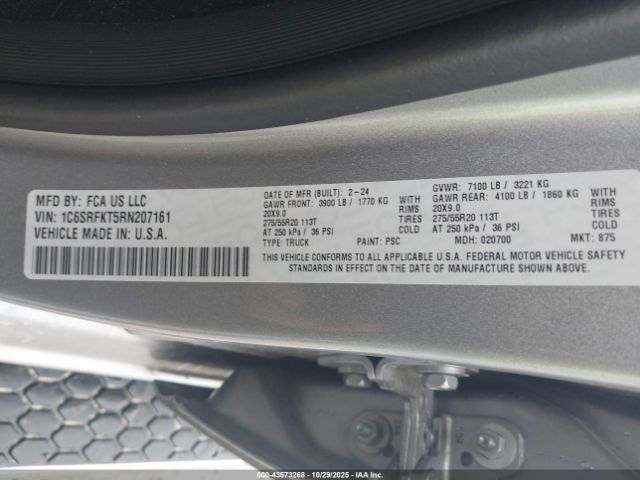 MFD BY: FCA US LLC
VIN: 1C6SRFKT5RN207161
VEHICLE MADE IN: U.S.A.
DATE OF MFR (BUILT): 2-24
GAWR FRONT: 3900 LB / 1770 KG WITH
20X9.0 RIMS
275/55R20 113T TIRES
AT 250 kPa / 36 PSI COLD
TYPE: TRUCK PAINT: PSC
GVWR: 7100 LB / 3221 KG
GAWR REAR: 4100 LB / 1860 KG WITH
20X9.0 RIMS
275/55R20 113T TIRES
AT 250 kPa / 36 PSI COLD
MDH: 020700 MKT: 875
THIS VEHICLE CONFORMS TO ALL APPLICABLE U.S.A. FEDERAL MOTOR VEHICLE SAFETY
STANDARDS IN EFFECT ON THE DATE OF MANUFACTURE SHOWN ABOVE.
000-43573268 - 10/29/2025 - IAAI.COM